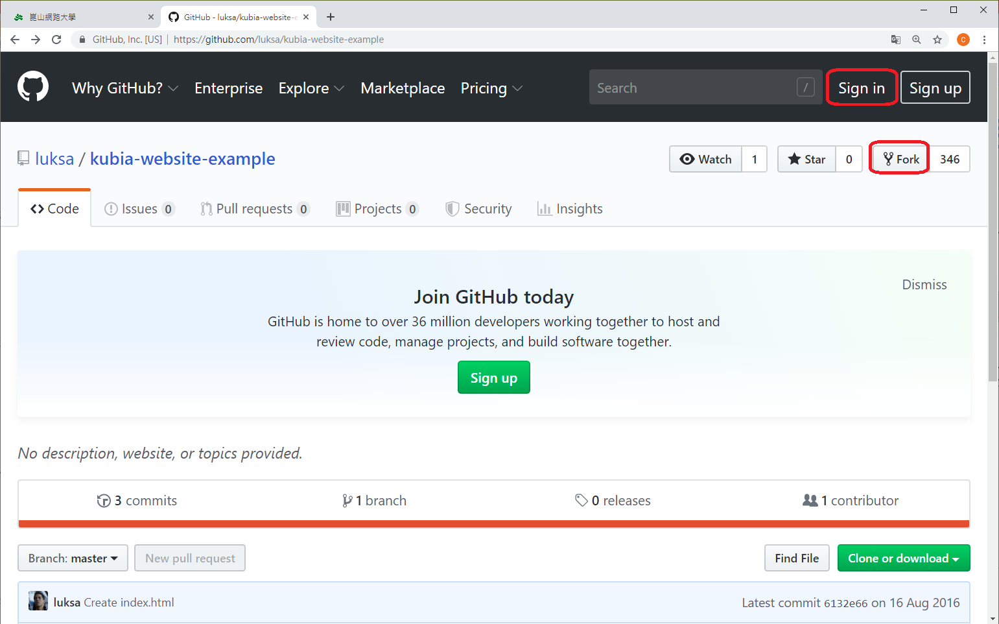 崑山網路大學
GitHub - luksa/kubia-website-e
GitHub, Inc. [US] | https://github.com/luksa/kubia-website-example
C
Why GitHub? Enterprise Explore Marketplace Pricing Search / Sign in Sign up
luksa / kubia-website-example
Watch 1 Star 0 Fork 346
Code Issues 0 Pull requests 0 Projects 0 Security Insights
Dismiss
Join GitHub today
GitHub is home to over 36 million developers working together to host and
review code, manage projects, and build software together.
Sign up
No description, website, or topics provided.
3 commits 1 branch 0 releases 1 contributor
Branch: master New pull request Find File Clone or download
luksa Create index.html Latest commit 6132e66 on 16 Aug 2016